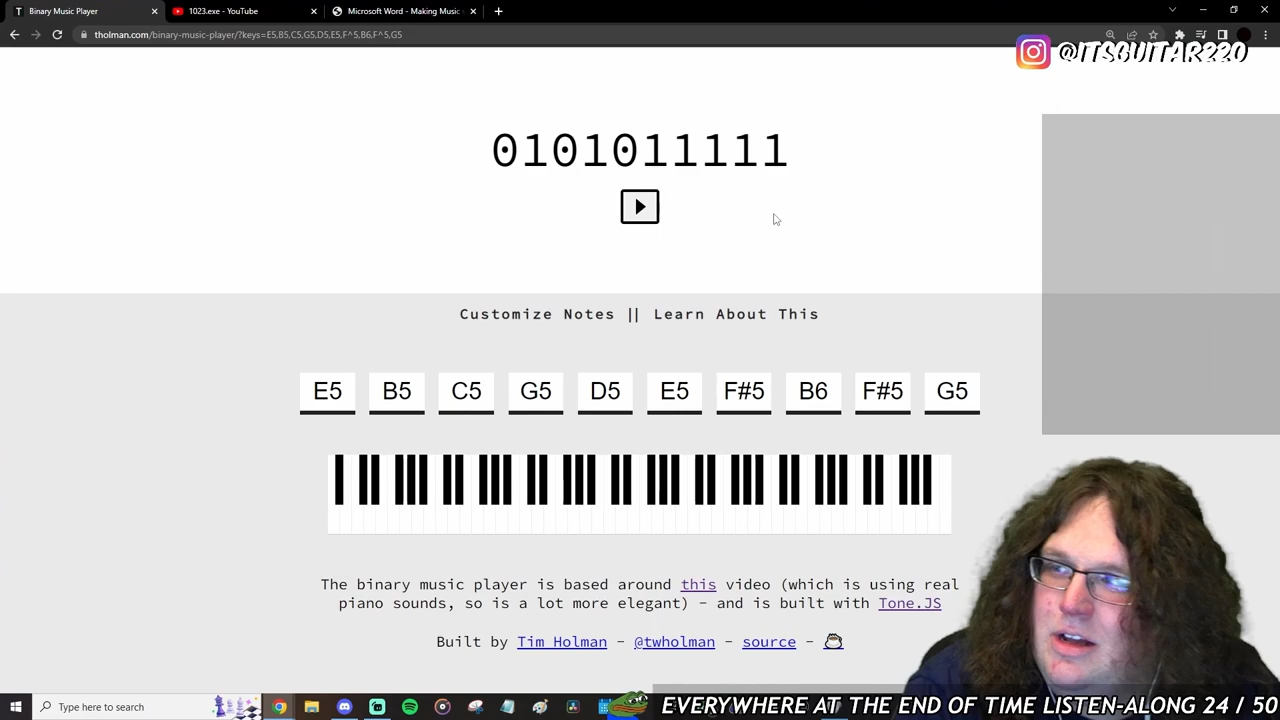 Binary Music Player
1023.exe - YouTube
Microsoft Word - Making Music
tholman.com/binary-music-player/?keys=E5,B5,C5,G5,D5,E5,F^5,B6,F^5,G5
@ITSGUITAR220
0101011111
Customize Notes || Learn About This
E5 B5 C5 G5 D5 E5 F#5 B6 F#5 G5
The binary music player is based around this video (which is using real
piano sounds, so is a lot more elegant) - and is built with Tone.JS
Built by Tim Holman - @twholman - source -
Type here to search
EVERYWHERE AT THE END OF TIME LISTEN-ALONG 24 / 50